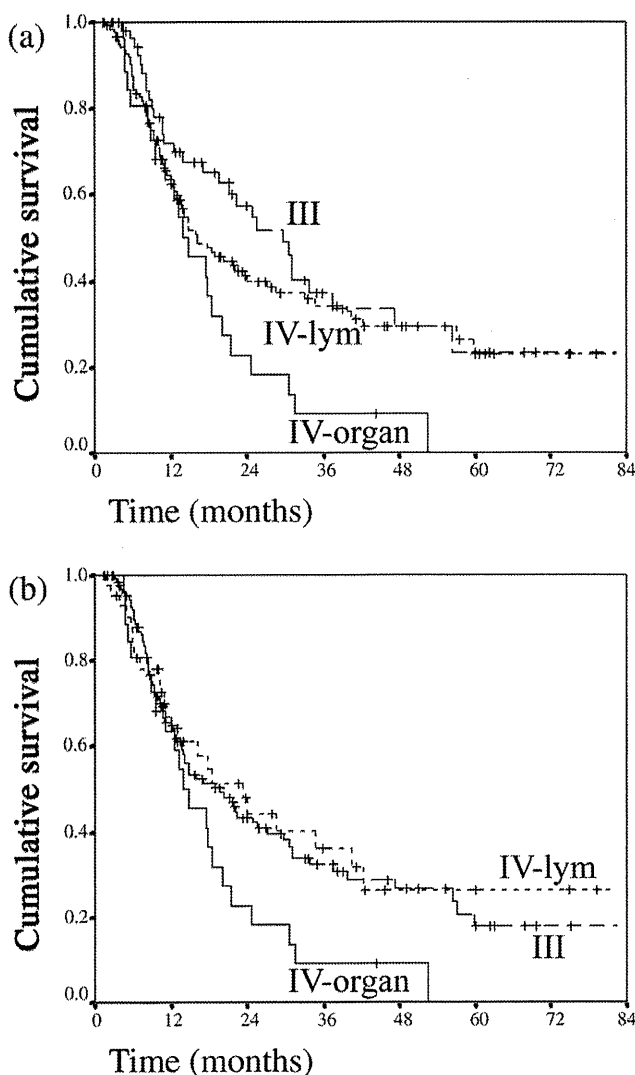 (a)
1.0
0.8
0.6
0.4
0.2
0.0
Cumulative survival
III
IV-lym
IV-organ
0 12 24 36 48 60 72 84
Time (months)
(b)
1.0
0.8
0.6
0.4
0.2
0.0
Cumulative survival
IV-lym
III
IV-organ
0 12 24 36 48 60 72 84
Time (months)